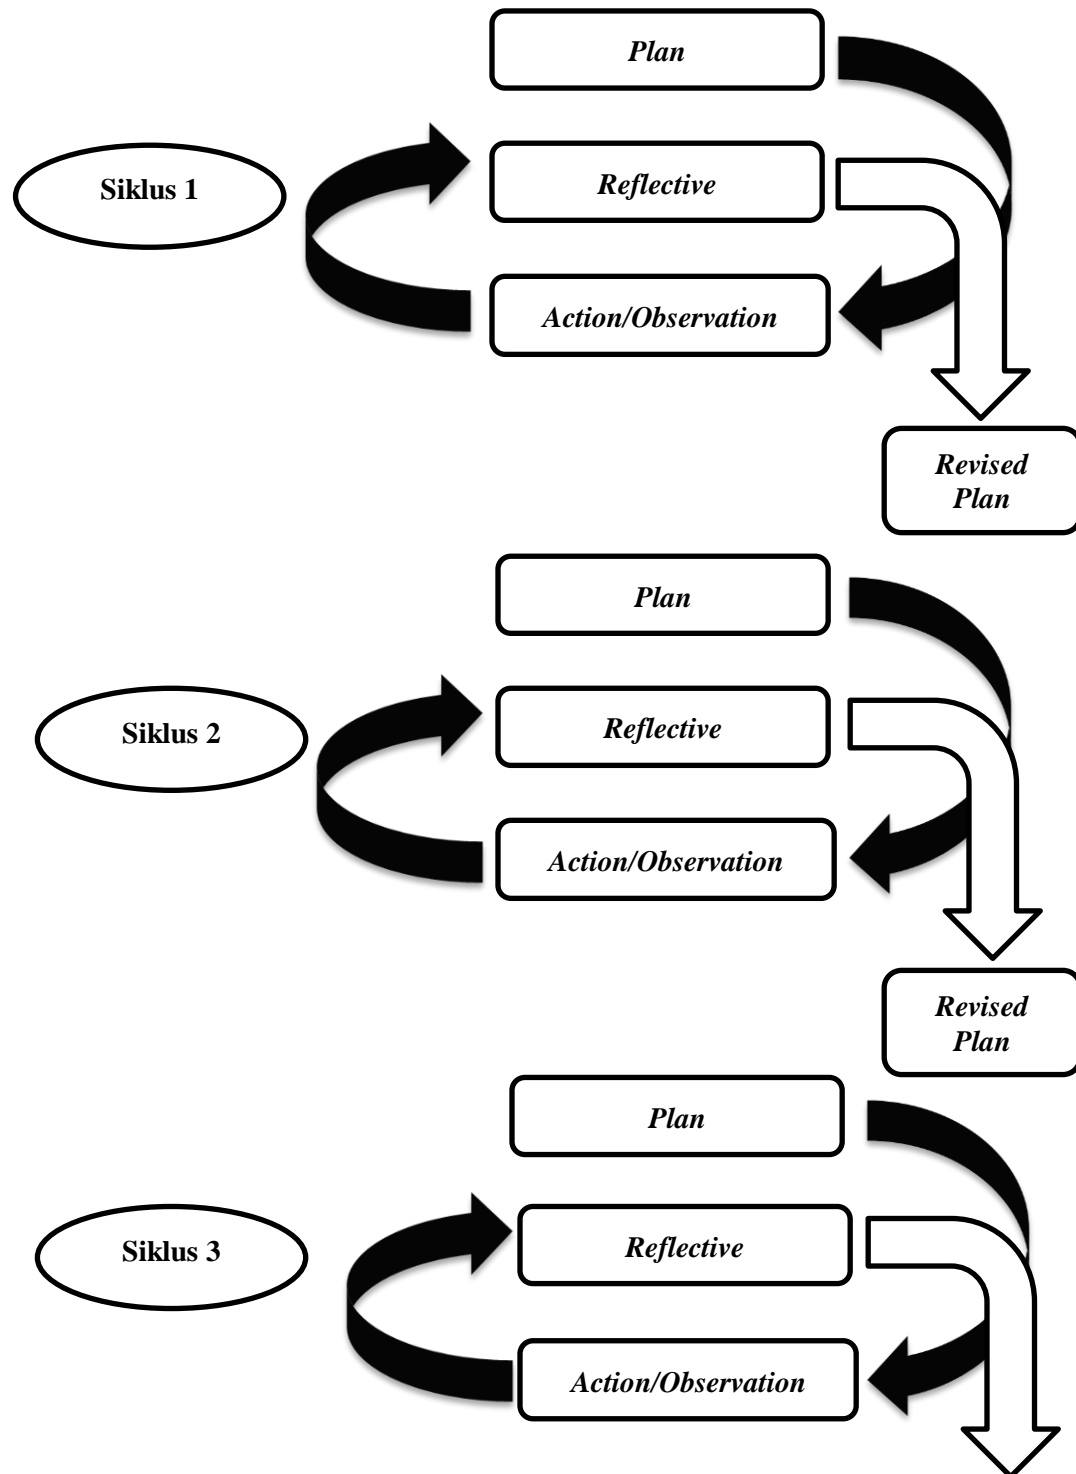 Plan
Siklus 1
Reflective
Action/Observation
Revised
Plan
Plan
Siklus 2
Reflective
Action/Observation
Revised
Plan
Plan
Siklus 3
Reflective
Action/Observation